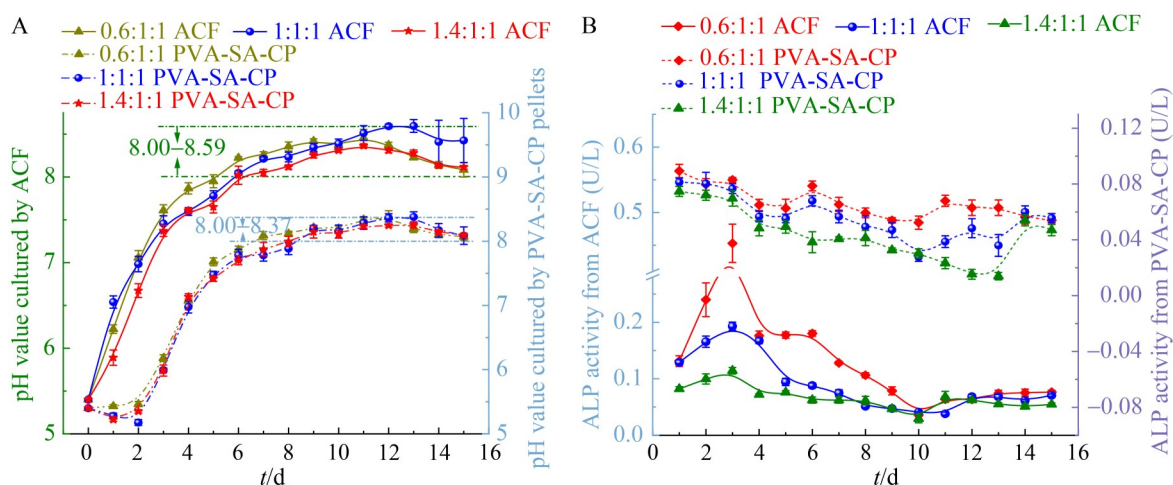 A
0.6:1:1 ACF 1:1:1 ACF 1.4:1:1 ACF
0.6:1:1 PVA-SA-CP
1:1:1 PVA-SA-CP
1.4:1:1 PVA-SA-CP
pH value cultured by ACF
8
7
6
5
8.00–8.59
8.00–8.37
10
9
8
7
6
5
pH value cultured by PVA-SA-CP pellets
0 2 4 6 8 10 12 14 16
t/d
B
0.6:1:1 ACF 1:1:1 ACF 1.4:1:1 ACF
0.6:1:1 PVA-SA-CP
1:1:1 PVA-SA-CP
1.4:1:1 PVA-SA-CP
ALP activity from ACF (U/L)
0.6
0.5
0.2
0.1
0.0
0.12
0.08
0.04
0.00
−0.04
−0.08
ALP activity from PVA-SA-CP (U/L)
0 2 4 6 8 10 12 14 16
t/d